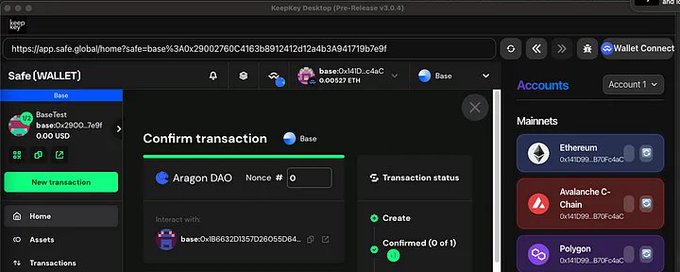 KeepKey Desktop (Pre-Release v3.0.4)
keep
key
https://app.safe.global/home?safe=base%3A0x29002760C4163b8912412d12a4b3A941719b7e9f
Wallet Connect
Safe{WALLET}
base:0x141D...c4aC
0.00527 ETH
Base
Base
1/2
BaseTest
base:0x2900...7e9f
0.00 USD
New transaction
Home
Assets
Transactions
Confirm transaction
Base
Aragon DAO
Nonce # 0
Interact with:
base:0x1B6632D1357D26055D64...
Transaction status
Create
Confirmed (0 of 1)
Accounts
Account 1
Mainnets
Ethereum
0x141D99...B70Fc4aC
Avalanche C-
Chain
0x141D99...B70Fc4aC
Polygon
0x141D99...B70Fc4aC